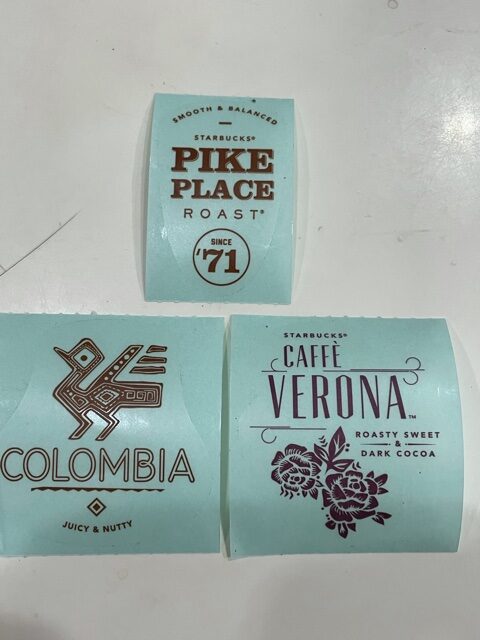 SMOOTH & BALANCED
STARBUCKS®
PIKE
PLACE
ROAST®
SINCE
'71
COLOMBIA
JUICY & NUTTY
STARBUCKS®
CAFFÈ
VERONA™
ROASTY SWEET
&
DARK COCOA